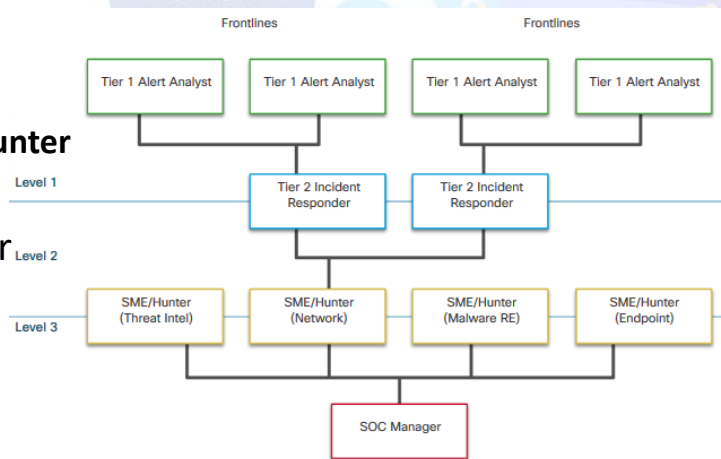 Frontlines
Frontlines
Tier 1 Alert Analyst
Tier 1 Alert Analyst
Tier 1 Alert Analyst
Tier 1 Alert Analyst
unter
Level 1
Tier 2 Incident
Responder
Tier 2 Incident
Responder
r
Level 2
SME/Hunter
(Threat Intel)
SME/Hunter
(Network)
SME/Hunter
(Malware RE)
SME/Hunter
(Endpoint)
Level 3
SOC Manager